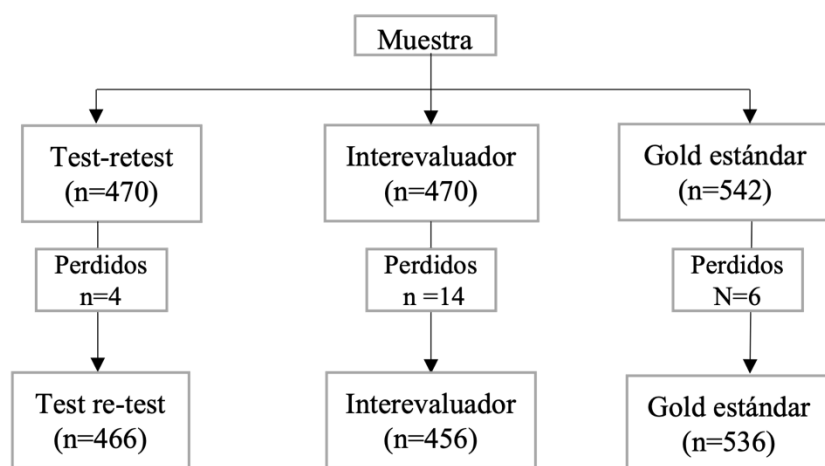 Muestra
Test-retest
(n=470)
Interevaluador
(n=470)
Gold estándar
(n=542)
Perdidos
n=4
Perdidos
n =14
Perdidos
N=6
Test re-test
(n=466)
Interevaluador
(n=456)
Gold estándar
(n=536)